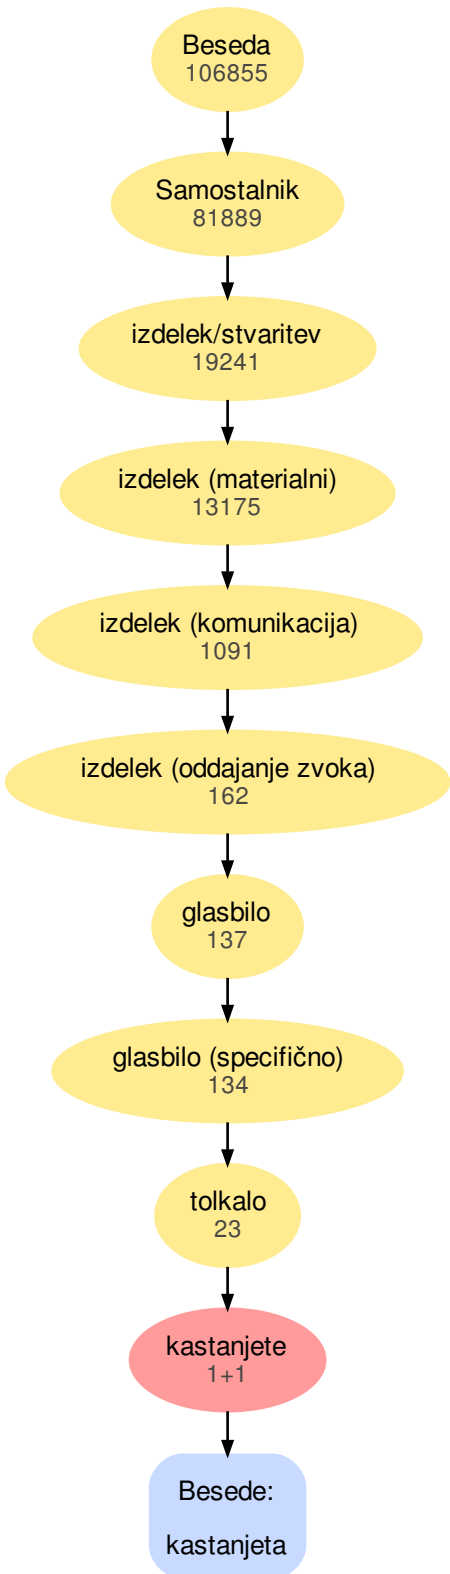 Beseda
106855
Samostalnik
81889
izdelek/stvaritev
19241
izdelek (materialni)
13175
izdelek (komunikacija)
1091
izdelek (oddajanje zvoka)
162
glasbilo
137
glasbilo (specifično)
134
tolkalo
23
kastanjete
1+1
Besede:
kastanjeta